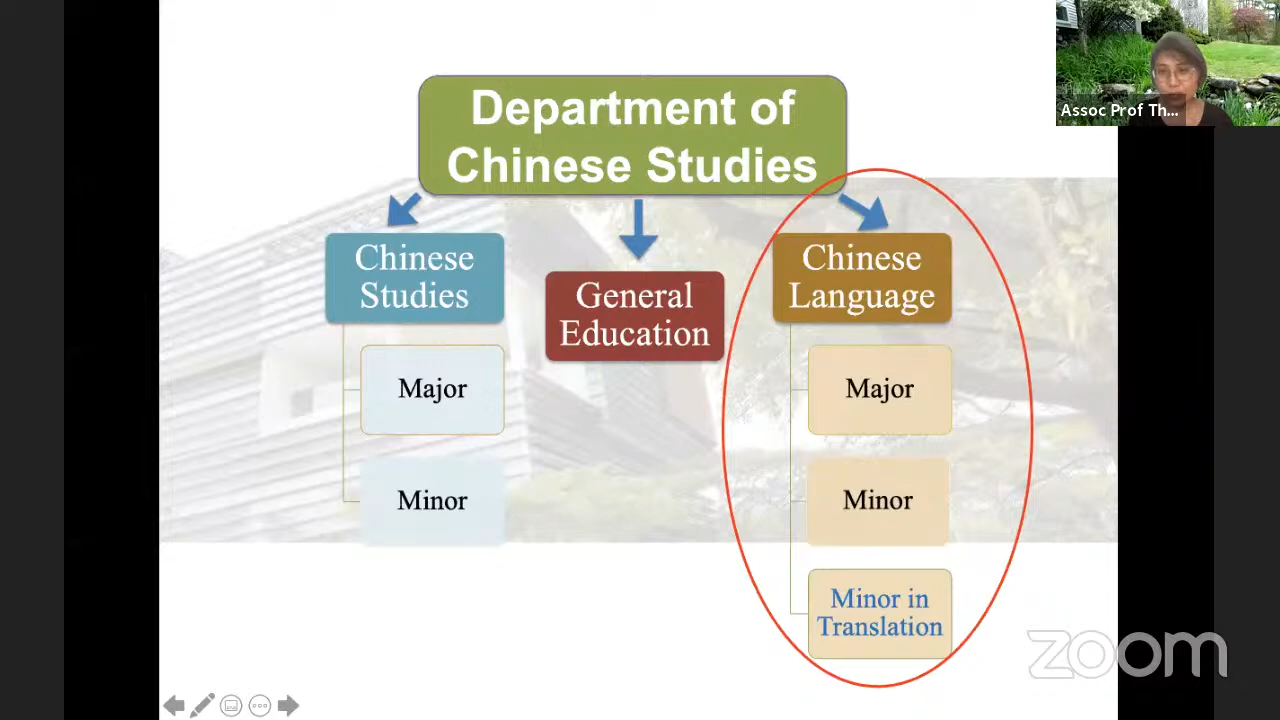 Department of
Chinese Studies
Assoc Prof Th...
Chinese
Studies
General
Education
Chinese
Language
Major
Major
Minor
Minor
Minor in
Translation
zoom